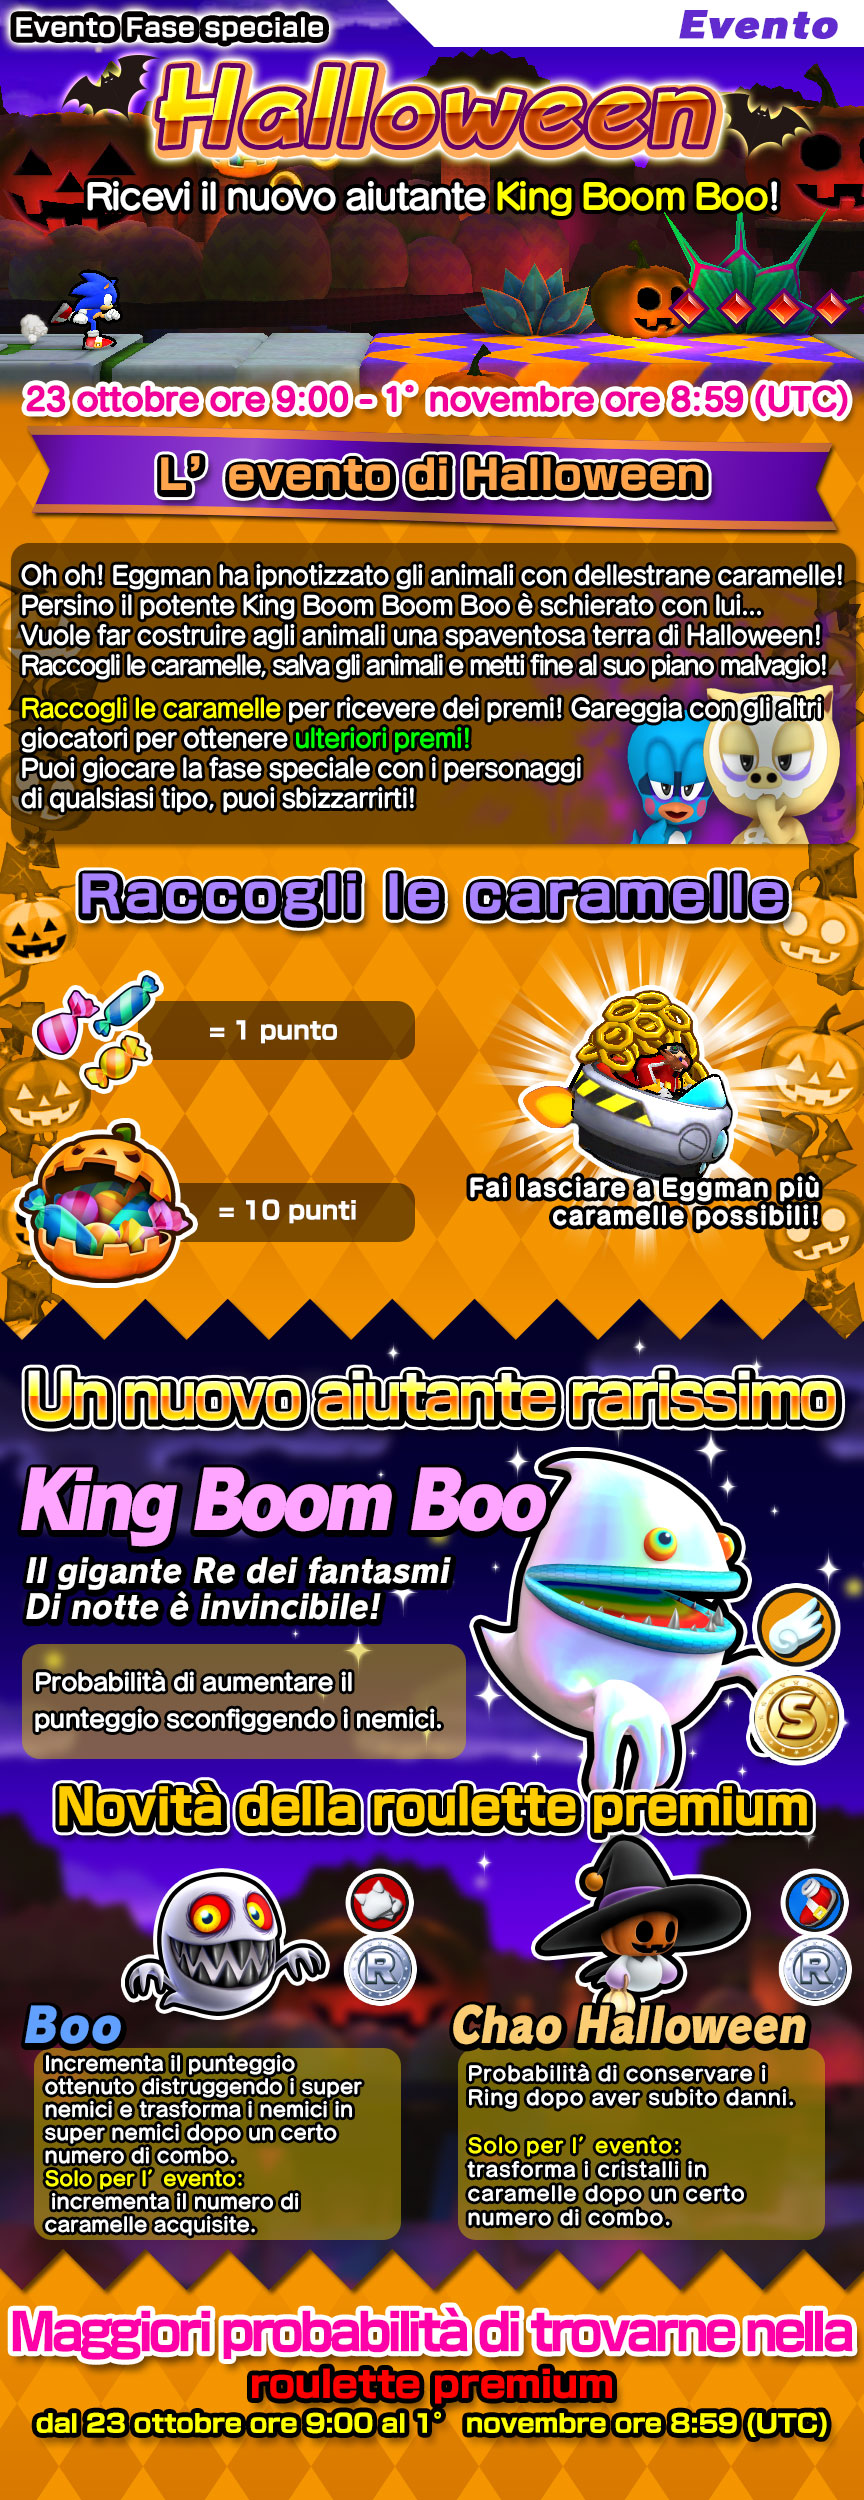 Evento Fase speciale
Evento
Halloween
Ricevi il nuovo aiutante King Boom Boo!
23 ottobre ore 9:00 - 1° novembre ore 8:59 (UTC)
L' evento di Halloween
Oh oh! Eggman ha ipnotizzato gli animali con dellestrane caramelle!
Persino il potente King Boom Boom Boo è schierato con lui...
Vuole far costruire agli animali una spaventosa terra di Halloween!
Raccogli le caramelle, salva gli animali e metti fine al suo piano malvagio!
Raccogli le caramelle per ricevere dei premi! Gareggia con gli altri
giocatori per ottenere ulteriori premi!
Puoi giocare la fase speciale con i personaggi
di qualsiasi tipo, puoi sbizzarrirti!
Raccogli le caramelle
= 1 punto
= 10 punti
Fai lasciare a Eggman più
caramelle possibili!
Un nuovo aiutante rarissimo
King Boom Boo
Il gigante Re dei fantasmi
Di notte è invincibile!
Probabilità di aumentare il
punteggio sconfiggendo i nemici.
S
Novità della roulette premium
R
R
Boo
Incrementa il punteggio
ottenuto distruggendo i super
nemici e trasforma i nemici in
super nemici dopo un certo
numero di combo.
Solo per l' evento:
incrementa il numero di
caramelle acquisite.
Chao Halloween
Probabilità di conservare i
Ring dopo aver subito danni.
Solo per l' evento:
trasforma i cristalli in
caramelle dopo un certo
numero di combo.
Maggiori probabilità di trovarne nella
roulette premium
dal 23 ottobre ore 9:00 al 1° novembre ore 8:59 (UTC)